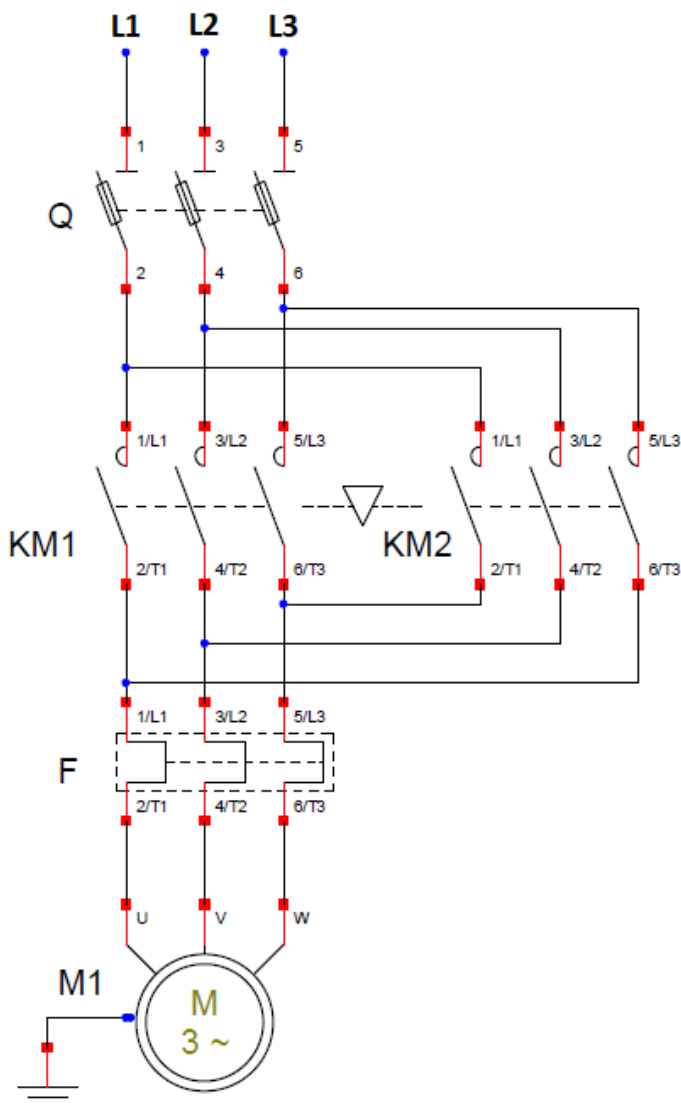 L1 L2 L3
1 3 5
Q
2 4 6
1/L1 3/L2 5/L3 1/L1 3/L2 5/L3
KM1 KM2
2/T1 4/T2 6/T3 2/T1 4/T2 6/T3
1/L1 3/L2 5/L3
F
2/T1 4/T2 6/T3
U V W
M1
M
3 ~